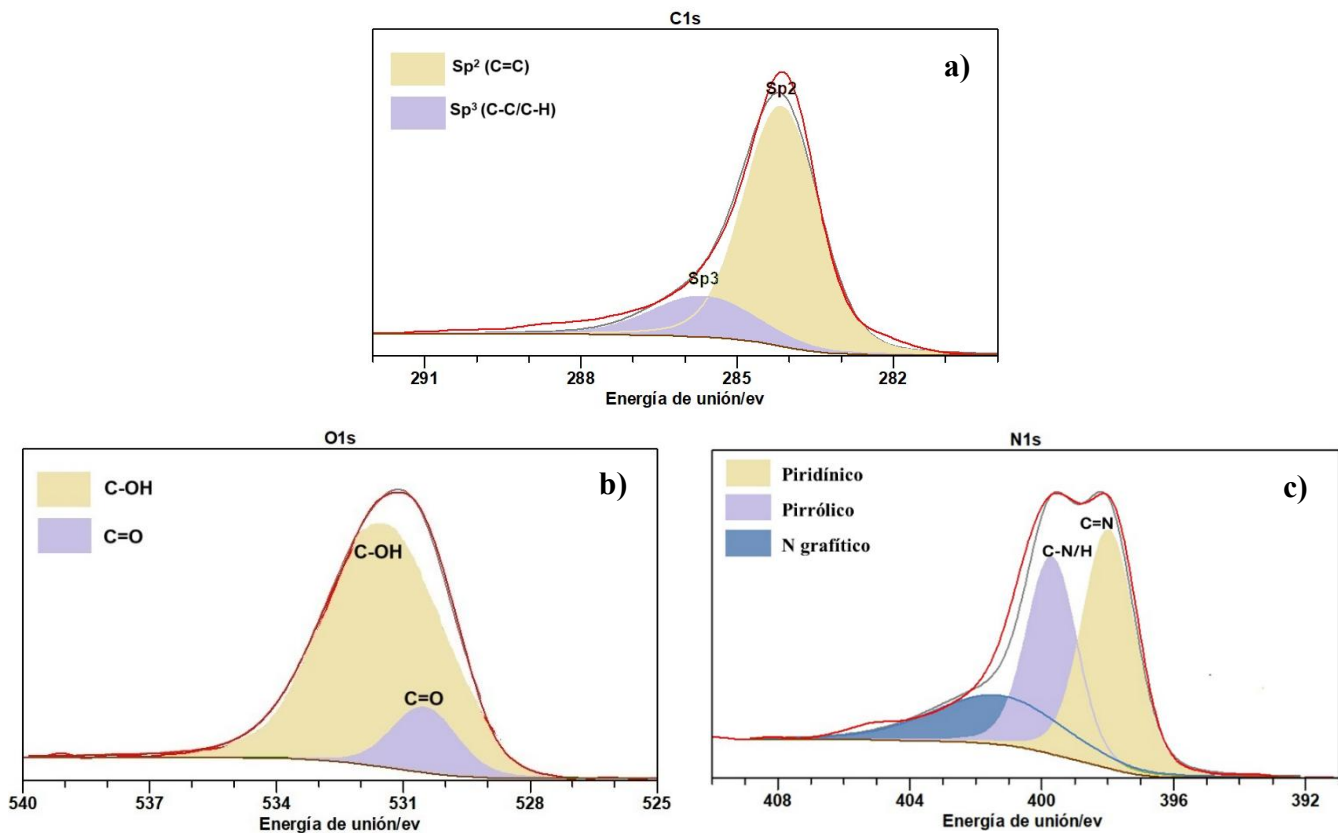 C1s
Sp² (C=C)
Sp³ (C-C/C-H)
a)
Sp2
Sp3
291 288 285 282
Energía de unión/ev
O1s
C-OH
C=O
b)
C-OH
C=O
540 537 534 531 528 525
Energía de unión/ev
N1s
Piridínico
Pirrólico
N grafítico
c)
C=N
C-N/H
408 404 400 396 392
Energía de unión/ev